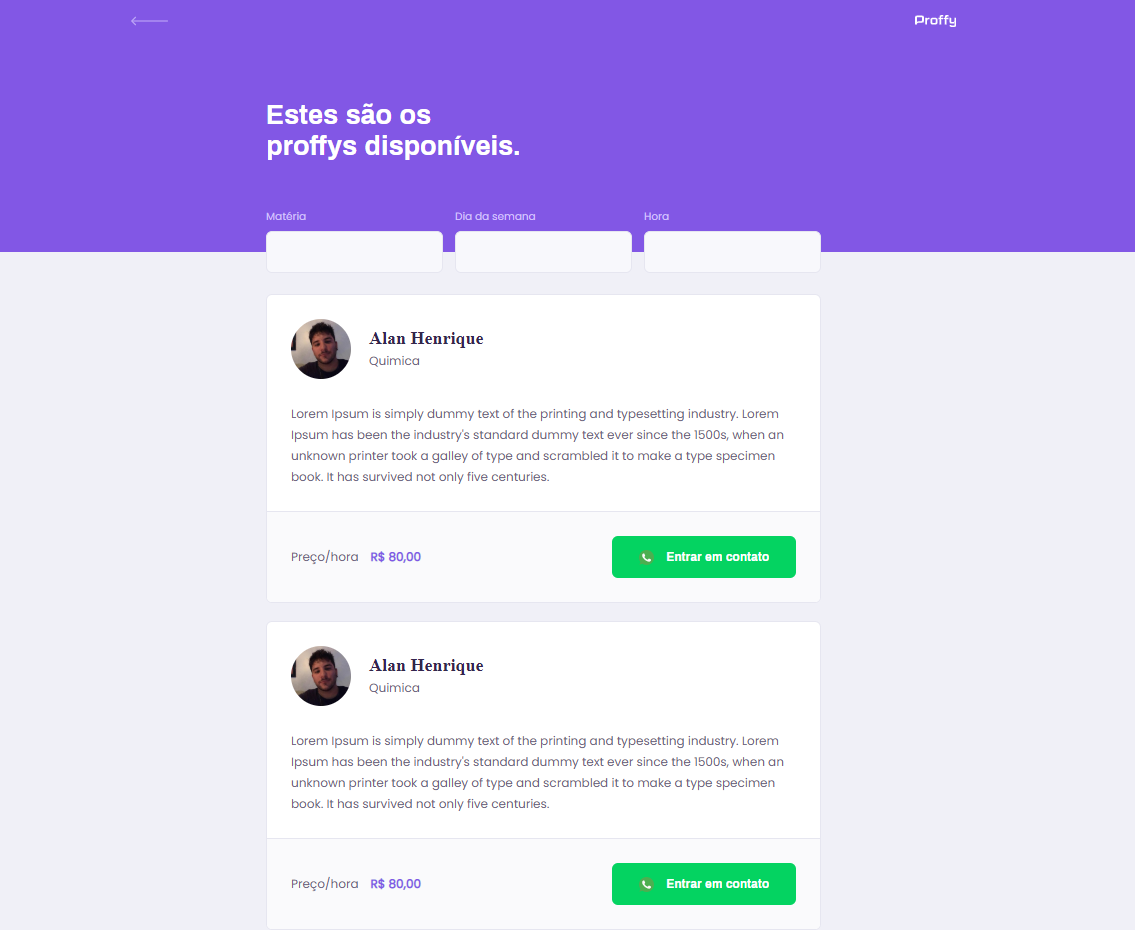 Proffy
Estes são os
proffys disponíveis.
Matéria
Dia da semana
Hora
Alan Henrique
Quimica
Lorem Ipsum is simply dummy text of the printing and typesetting industry. Lorem
Ipsum has been the industry's standard dummy text ever since the 1500s, when an
unknown printer took a galley of type and scrambled it to make a type specimen
book. It has survived not only five centuries.
Preço/hora R$ 80,00
Entrar em contato
Alan Henrique
Quimica
Lorem Ipsum is simply dummy text of the printing and typesetting industry. Lorem
Ipsum has been the industry's standard dummy text ever since the 1500s, when an
unknown printer took a galley of type and scrambled it to make a type specimen
book. It has survived not only five centuries.
Preço/hora R$ 80,00
Entrar em contato